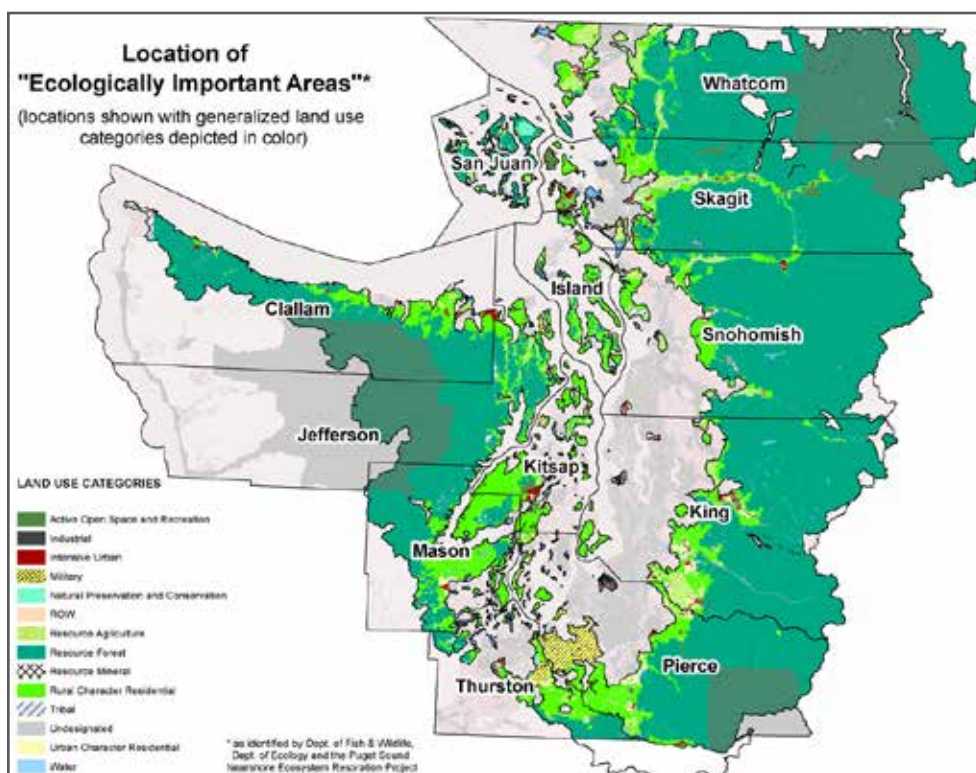 Location of
"Ecologically Important Areas"*
(locations shown with generalized land use
categories depicted in color)
Whatcom
San Juan
Skagit
Island
Clallam
Snohomish
Jefferson
Kitsap
King
Mason
Pierce
Thurston
LAND USE CATEGORIES
Active Open Space and Recreation
Industrial
Intensive Urban
Military
Natural Preservation and Conservation
ROW
Resource Agriculture
Resource Forest
Resource Mineral
Rural Character Residential
Tribal
Undesignated
Urban Character Residential
Water
* as identified by Dept. of Fish & Wildlife,
Dept. of Ecology and the Puget Sound
Nearshore Ecosystem Restoration Project